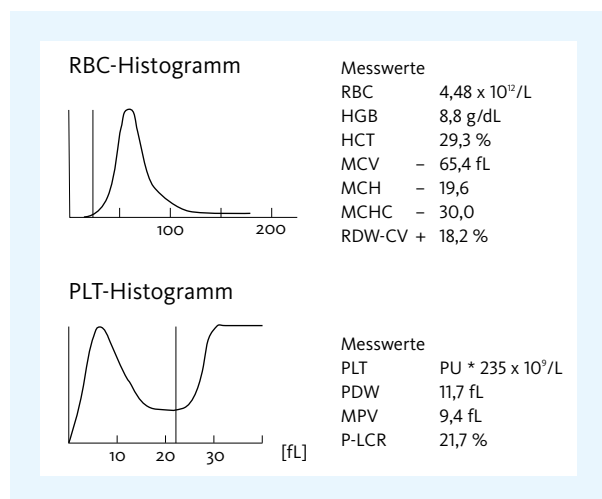 RBC-Histogramm
100 200
Messwerte
RBC 4,48 x 10¹²/L
HGB 8,8 g/dL
HCT 29,3 %
MCV – 65,4 fL
MCH – 19,6
MCHC – 30,0
RDW-CV + 18,2 %
PLT-Histogramm
10 20 30 [fL]
Messwerte
PLT PU * 235 x 10⁹/L
PDW 11,7 fL
MPV 9,4 fL
P-LCR 21,7 %